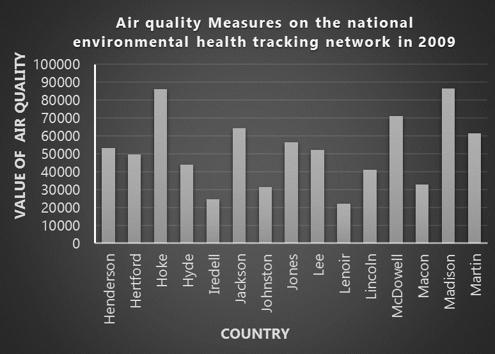 Air quality Measures on the national
environmental health tracking network in 2009
VALUE OF AIR QUALITY
100000
90000
80000
70000
60000
50000
40000
30000
20000
10000
0
Henderson
Hertford
Hoke
Hyde
Iredell
Jackson
Johnston
Jones
Lee
Lenoir
Lincoln
McDowell
Macon
Madison
Martin
COUNTRY